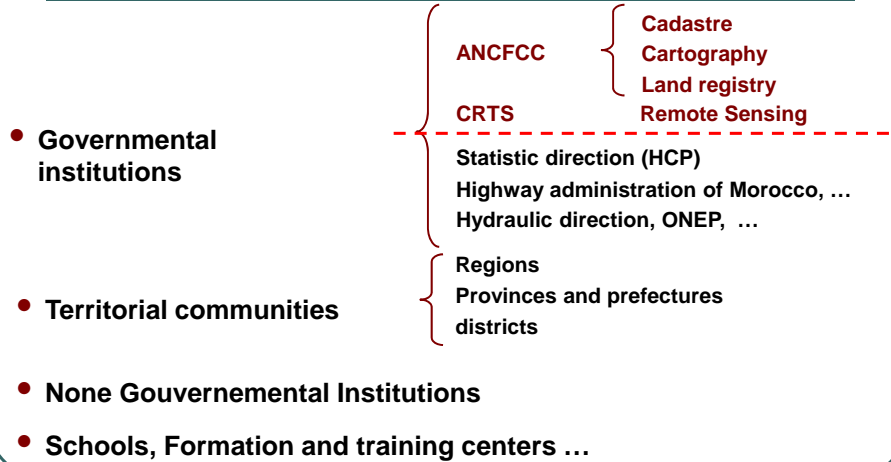 Cadastre
ANCFCC Cartography
Land registry
CRTS Remote Sensing
• Governmental
institutions
Statistic direction (HCP)
Highway administration of Morocco, …
Hydraulic direction, ONEP, …
Regions
• Territorial communities
Provinces and prefectures
districts
• None Gouvernemental Institutions
• Schools, Formation and training centers …